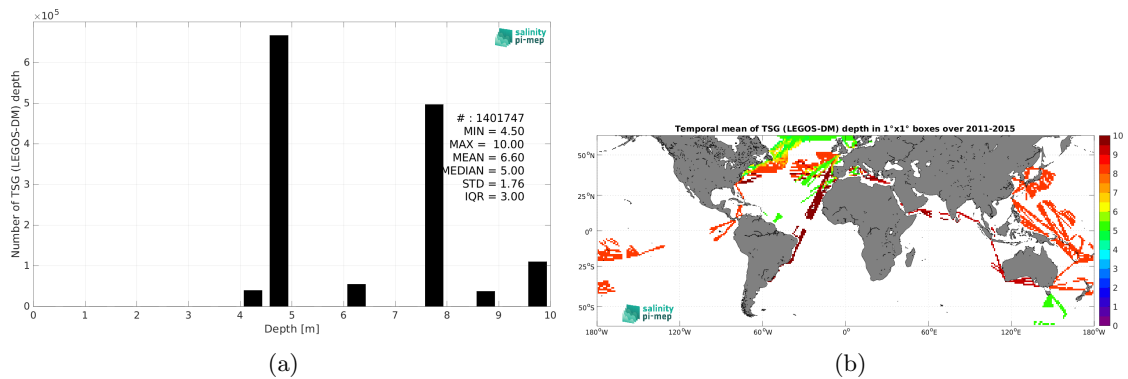 ×10⁵
salinity
pi-mep
Number of TSG (LEGOS-DM) depth
6
5
4
3
2
1
0
# : 1401747
MIN = 4.50
MAX = 10.00
MEAN = 6.60
MEDIAN = 5.00
STD = 1.76
IQR = 3.00
0 1 2 3 4 5 6 7 8 9 10
Depth [m]
(a)
Temporal mean of TSG (LEGOS-DM) depth in 1°x1° boxes over 2011-2015
50°N
25°N
0°
25°S
50°S
salinity
pi-mep
180°W 120°W 60°W 0° 60°E 120°E 180°W
10
9
8
7
6
5
4
3
2
1
0
(b)